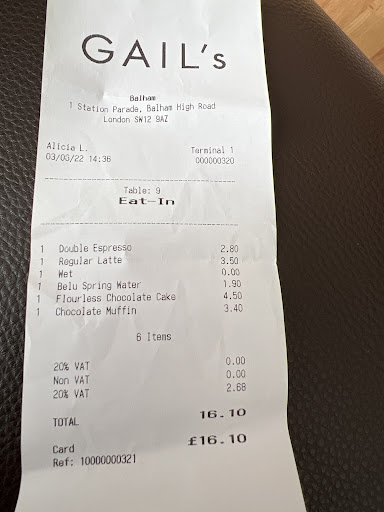 GAIL's
Balham
1 Station Parade, Balham High Road
London SW12 9AZ
Alicia L. Terminal 1
03/06/22 14:36 000000320
Table: 9
Eat-In
1 Double Espresso 2.80
1 Regular Latte 3.50
1 Wet 0.00
1 Belu Spring Water 1.90
1 Flourless Chocolate Cake 4.50
1 Chocolate Muffin 3.40
6 Items
20% VAT 0.00
Non VAT 0.00
20% VAT 2.68
TOTAL 16.10
Card £16.10
Ref: 10000000321